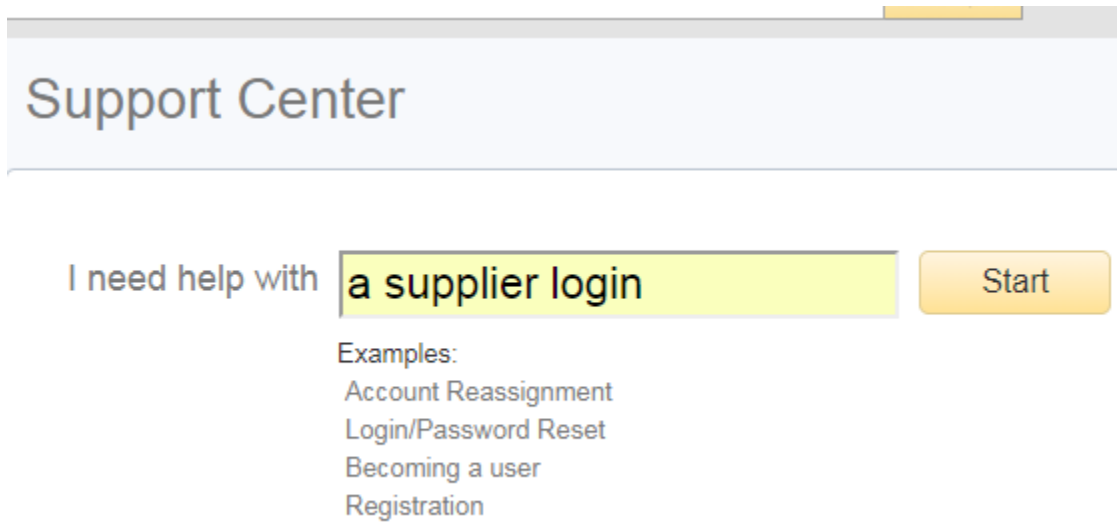 Support Center
I need help with a supplier login Start
Examples:
Account Reassignment
Login/Password Reset
Becoming a user
Registration